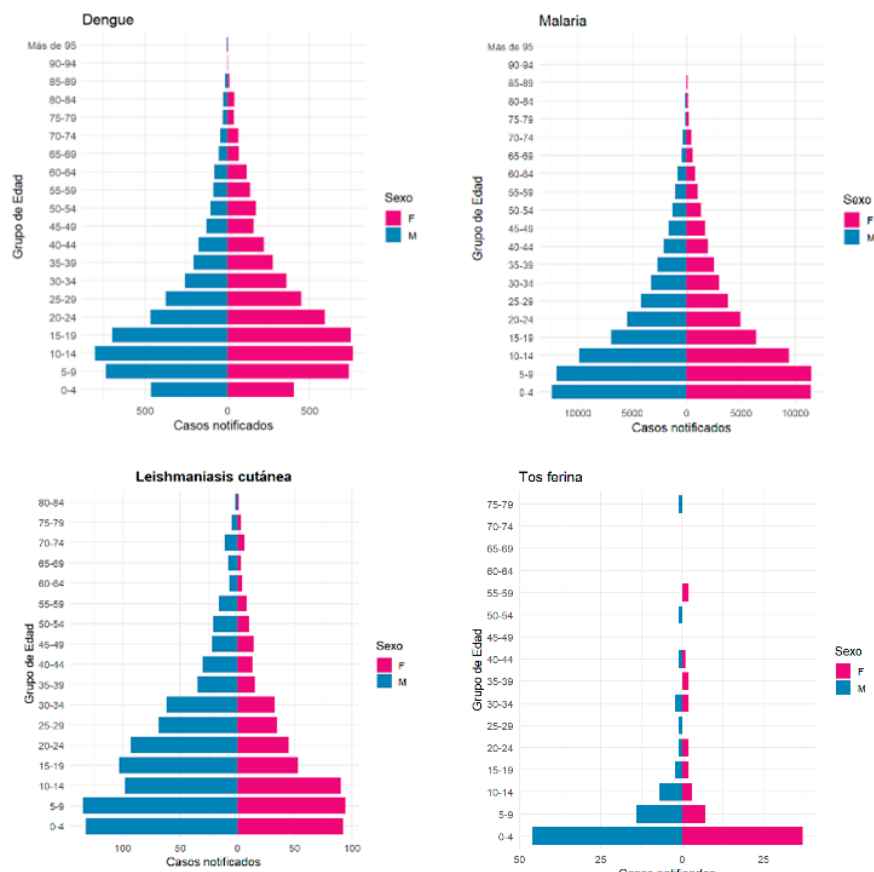 Dengue
Más de 95
90-94
85-89
80-84
75-79
70-74
65-69
60-64
55-59
50-54
45-49
40-44
35-39
30-34
25-29
20-24
15-19
10-14
5-9
0-4
Grupo de Edad
500 0 500
Casos notificados
Sexo
F
M
Malaria
Más de 95
90-94
85-89
80-84
75-79
70-74
65-69
60-64
55-59
50-54
45-49
40-44
35-39
30-34
25-29
20-24
15-19
10-14
5-9
0-4
Grupo de Edad
10000 5000 0 5000 10000
Casos notificados
Sexo
F
M
Leishmaniasis cutánea
80-84
75-79
70-74
65-69
60-64
55-59
50-54
45-49
40-44
35-39
30-34
25-29
20-24
15-19
10-14
5-9
0-4
Grupo de Edad
100 50 0 50 100
Casos notificados
Sexo
F
M
Tos ferina
75-79
70-74
65-69
60-64
55-59
50-54
45-49
40-44
35-39
30-34
25-29
20-24
15-19
10-14
5-9
0-4
Grupo de Edad
50 25 0 25
Casos notificados
Sexo
F
M